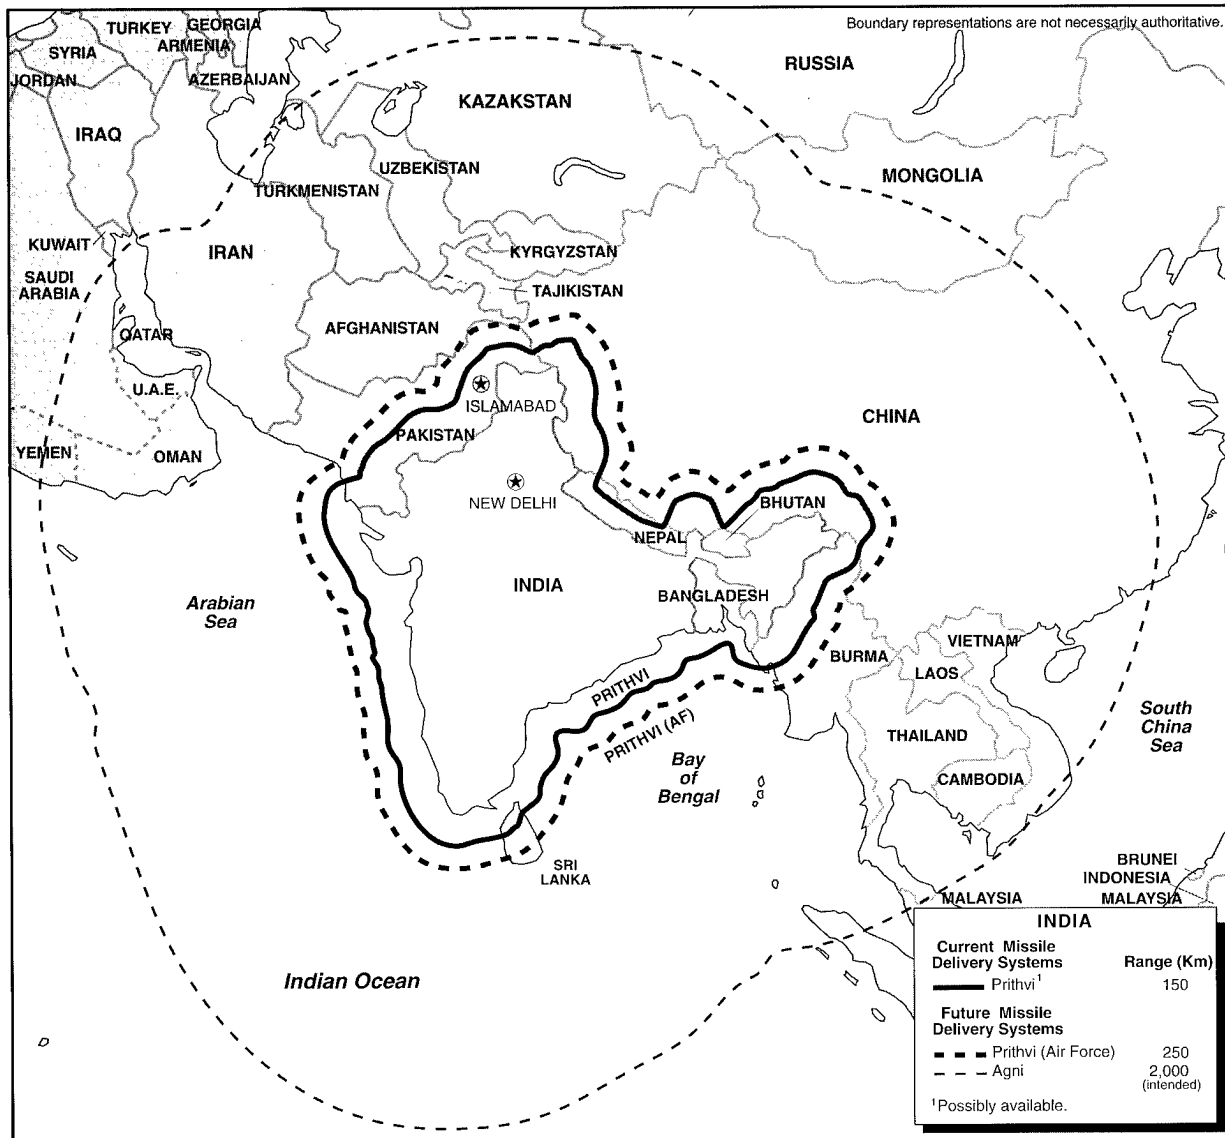 Boundary representations are not necessarily authoritative.
TURKEY
GEORGIA
ARMENIA
SYRIA
JORDAN
AZERBAIJAN
RUSSIA
KAZAKSTAN
IRAQ
UZBEKISTAN
TURKMENISTAN
MONGOLIA
KUWAIT
IRAN
KYRGYZSTAN
SAUDI
ARABIA
TAJIKISTAN
AFGHANISTAN
QATAR
U.A.E.
ISLAMABAD
CHINA
PAKISTAN
YEMEN
OMAN
NEW DELHI
BHUTAN
NEPAL
INDIA
BANGLADESH
Arabian
Sea
VIETNAM
BURMA
LAOS
PRITHVI
PRITHVI (AF)
South
China
Sea
THAILAND
Bay
of
Bengal
CAMBODIA
SRI
LANKA
BRUNEI
INDONESIA
MALAYSIA
MALAYSIA
Indian Ocean
INDIA
Current Missile
Delivery Systems Range (Km)
Prithvi¹ 150
Future Missile
Delivery Systems
Prithvi (Air Force) 250
Agni 2,000
(intended)
¹Possibly available.